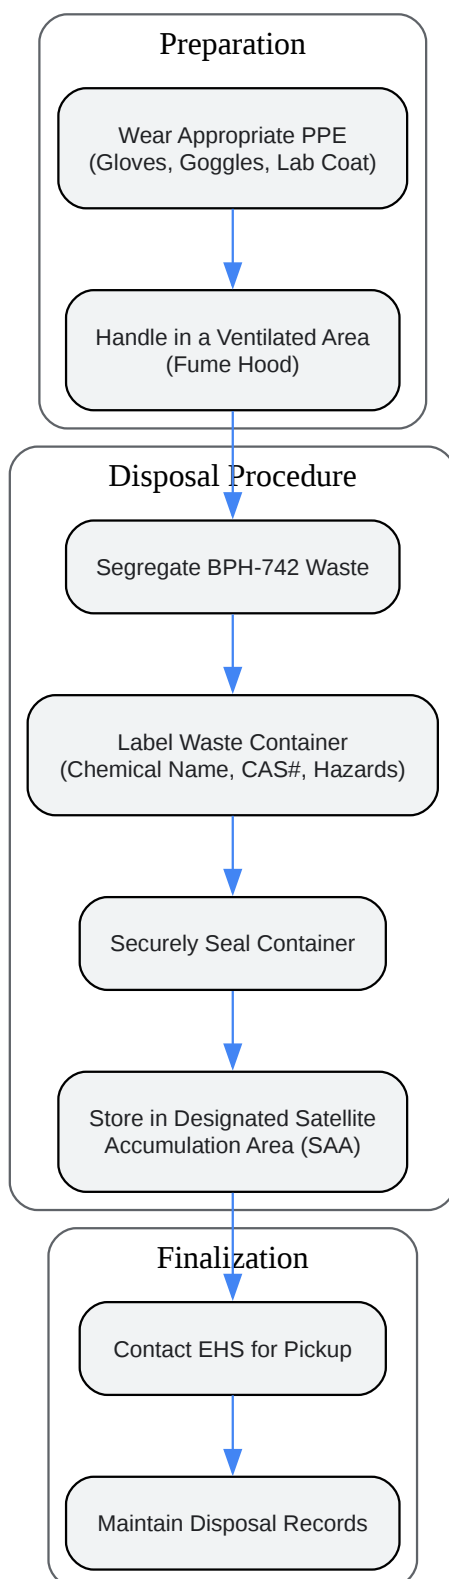 Preparation
Wear Appropriate PPE
(Gloves, Goggles, Lab Coat)
Handle in a Ventilated Area
(Fume Hood)
Disposal Procedure
Segregate BPH-742 Waste
Label Waste Container
(Chemical Name, CAS#, Hazards)
Securely Seal Container
Store in Designated Satellite
Accumulation Area (SAA)
Finalization
Contact EHS for Pickup
Maintain Disposal Records